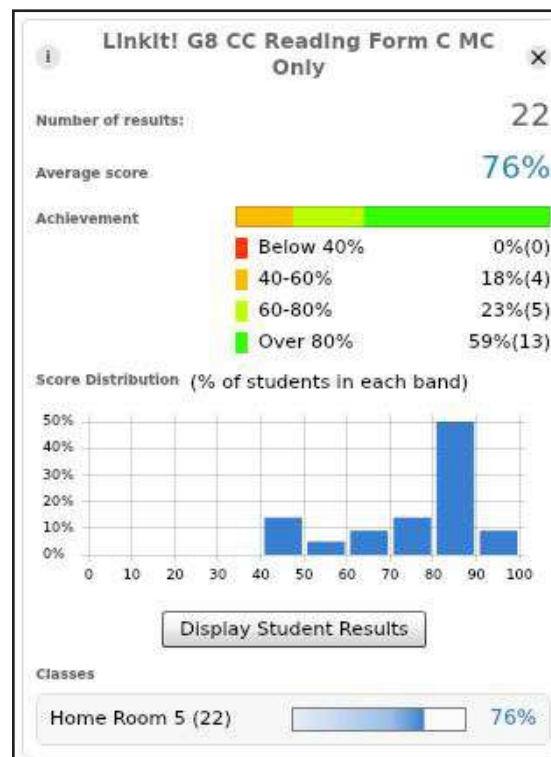 LinkIt! G8 CC Reading Form C MC
Only
i
×
Number of results: 22
Average score 76%
Achievement
Below 40% 0%(0)
40-60% 18%(4)
60-80% 23%(5)
Over 80% 59%(13)
Score Distribution (% of students in each band)
50%
40%
30%
20%
10%
0%
0 10 20 30 40 50 60 70 80 90 100
Display Student Results
Classes
Home Room 5 (22) 76%